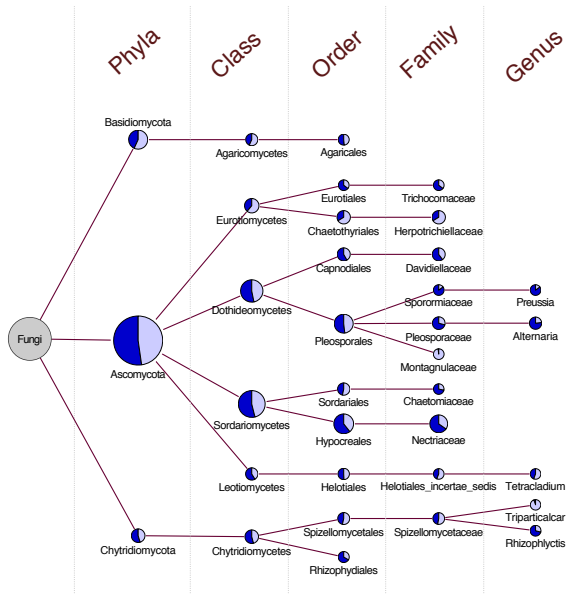 Phyla
Class
Order
Family
Genus
Basidiomycota
Agaricomycetes
Agaricales
Eurotiales
Trichocomaceae
Eurotiomycetes
Chaetothyriales
Herpotrichiellaceae
Capnodiales
Davidiellaceae
Dothideomycetes
Sporormiaceae
Preussia
Fungi
Pleosporales
Pleosporaceae
Alternaria
Ascomycota
Montagnulaceae
Sordariales
Chaetomiaceae
Sordariomycetes
Hypocreales
Nectriaceae
Leotiomycetes
Helotiales
Helotiales_incertae_sedis
Tetracladium
Triparticalcar
Chytridiomycota
Chytridiomycetes
Spizellomycetales
Spizellomycetaceae
Rhizophlyctis
Rhizophydiales